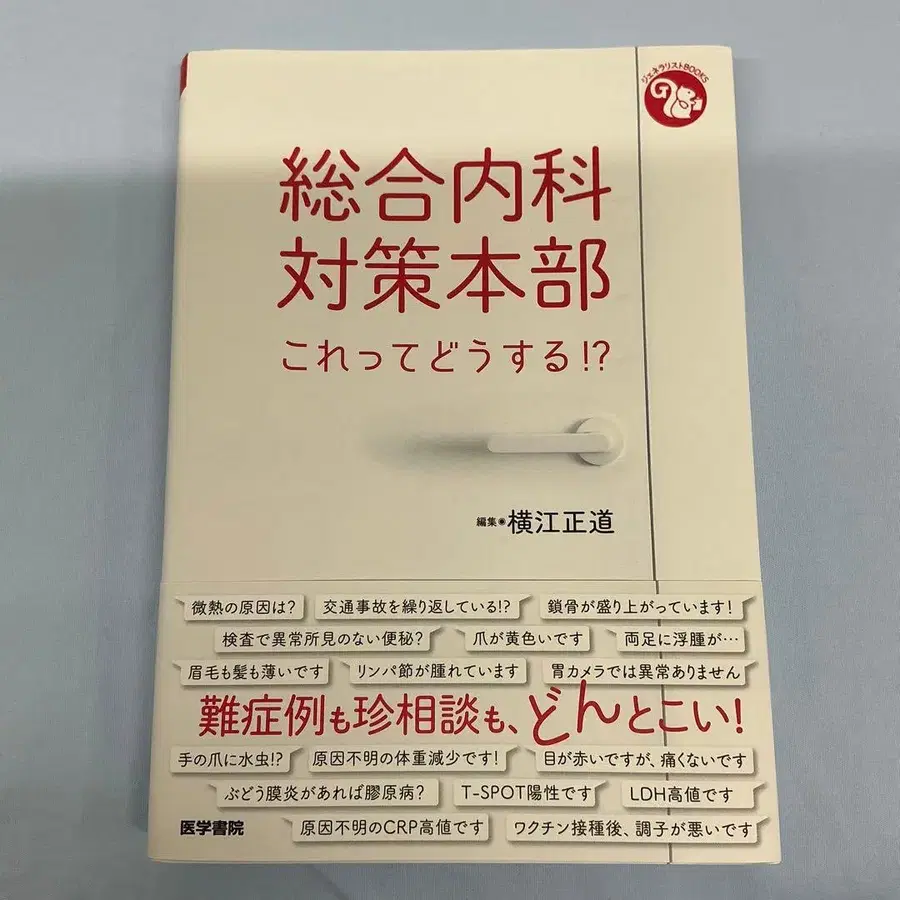 ジェネラリストBOOKS
G
総合内科
対策本部
これってどうする!?
編集◉横江正道
微熱の原因は? 交通事故を繰り返している!? 鎖骨が盛り上がっています!
検査で異常所見のない便秘? 爪が黄色いです 両足に浮腫が…
眉毛も髪も薄いです リンパ節が腫れています 胃カメラでは異常ありません
難症例も珍相談も、どんとこい!
手の爪に水虫!? 原因不明の体重減少です! 目が赤いですが、痛くないです
ぶどう膜炎があれば膠原病? T-SPOT陽性です LDH高値です
医学書院 原因不明のCRP高値です ワクチン接種後、調子が悪いです